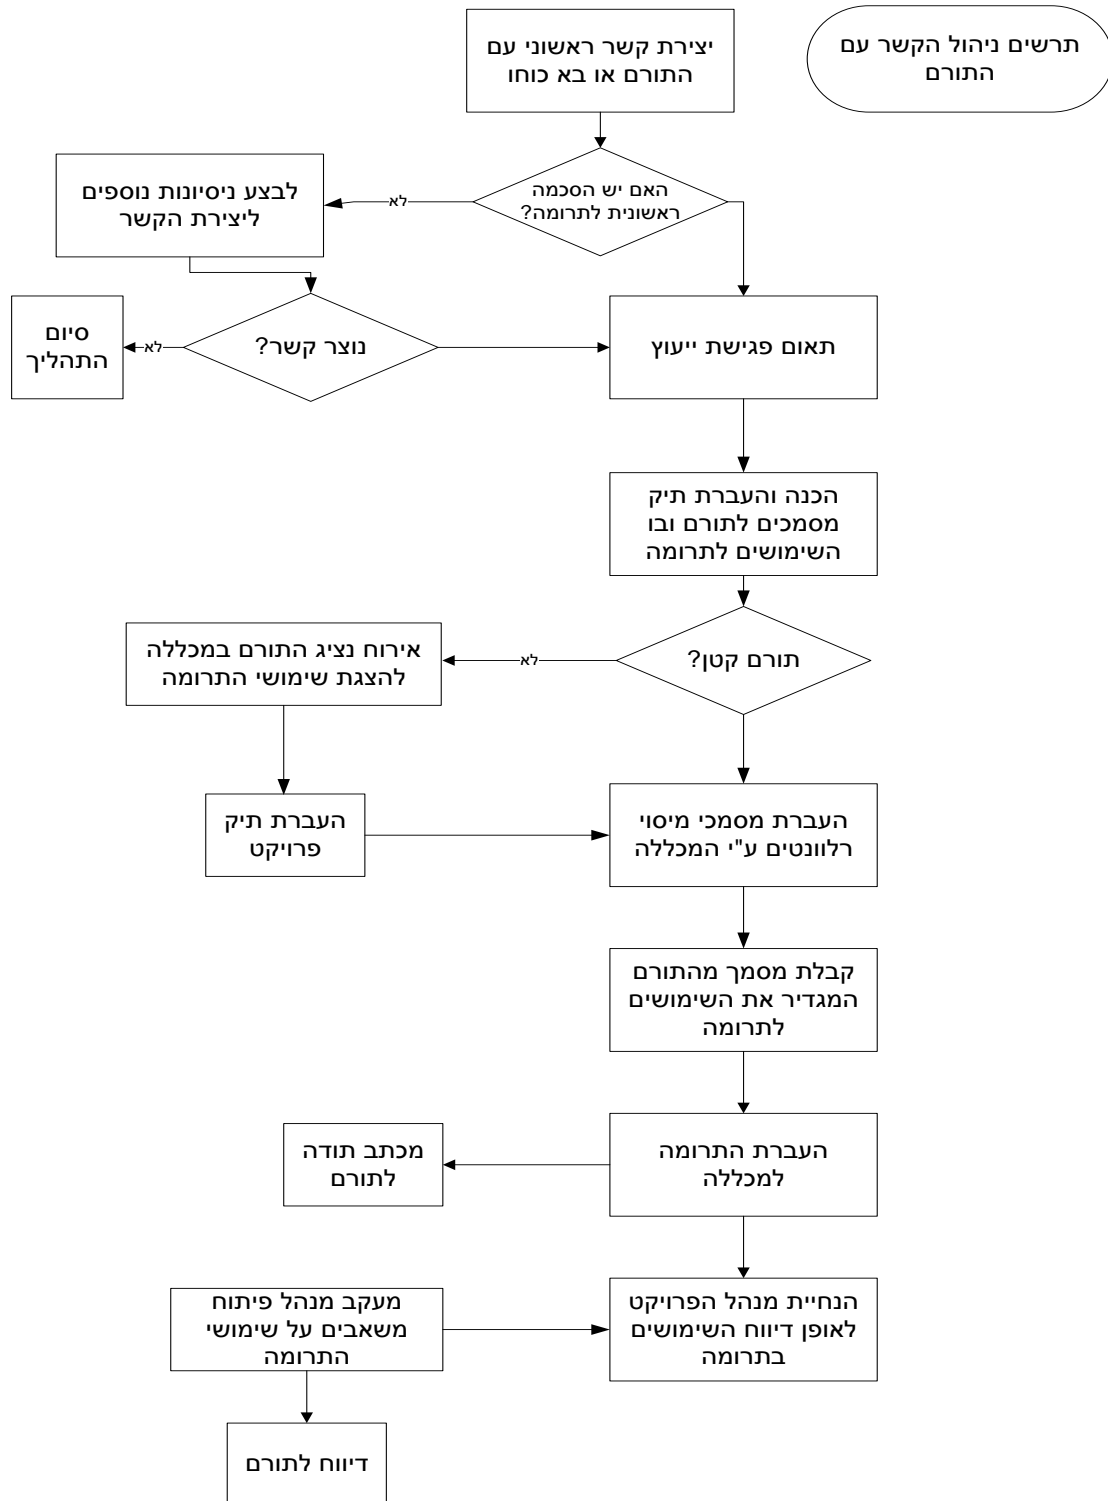 תרשים ניהול הקשר עם
התורם
יצירת קשר ראשוני עם
התורם או בא כוחו
האם יש הסכמה
ראשונית לתרומה?
לא
לבצע ניסיונות נוספים
ליצירת הקשר
נוצר קשר?
לא
סיום
התהליך
תאום פגישת ייעוץ
הכנה והעברת תיק
מסמכים לתורם ובו
השימושים לתרומה
תורם קטן?
לא
אירוח נציג התורם במכללה
להצגת שימושי התרומה
העברת תיק
פרויקט
העברת מסמכי מיסוי
רלוונטים ע"י המכללה
קבלת מסמך מהתורם
המגדיר את השימושים
לתרומה
העברת התרומה
למכללה
מכתב תודה
לתורם
הנחיית מנהל הפרויקט
לאופן דיווח השימושים
בתרומה
מעקב מנהל פיתוח
משאבים על שימושי
התרומה
דיווח לתורם